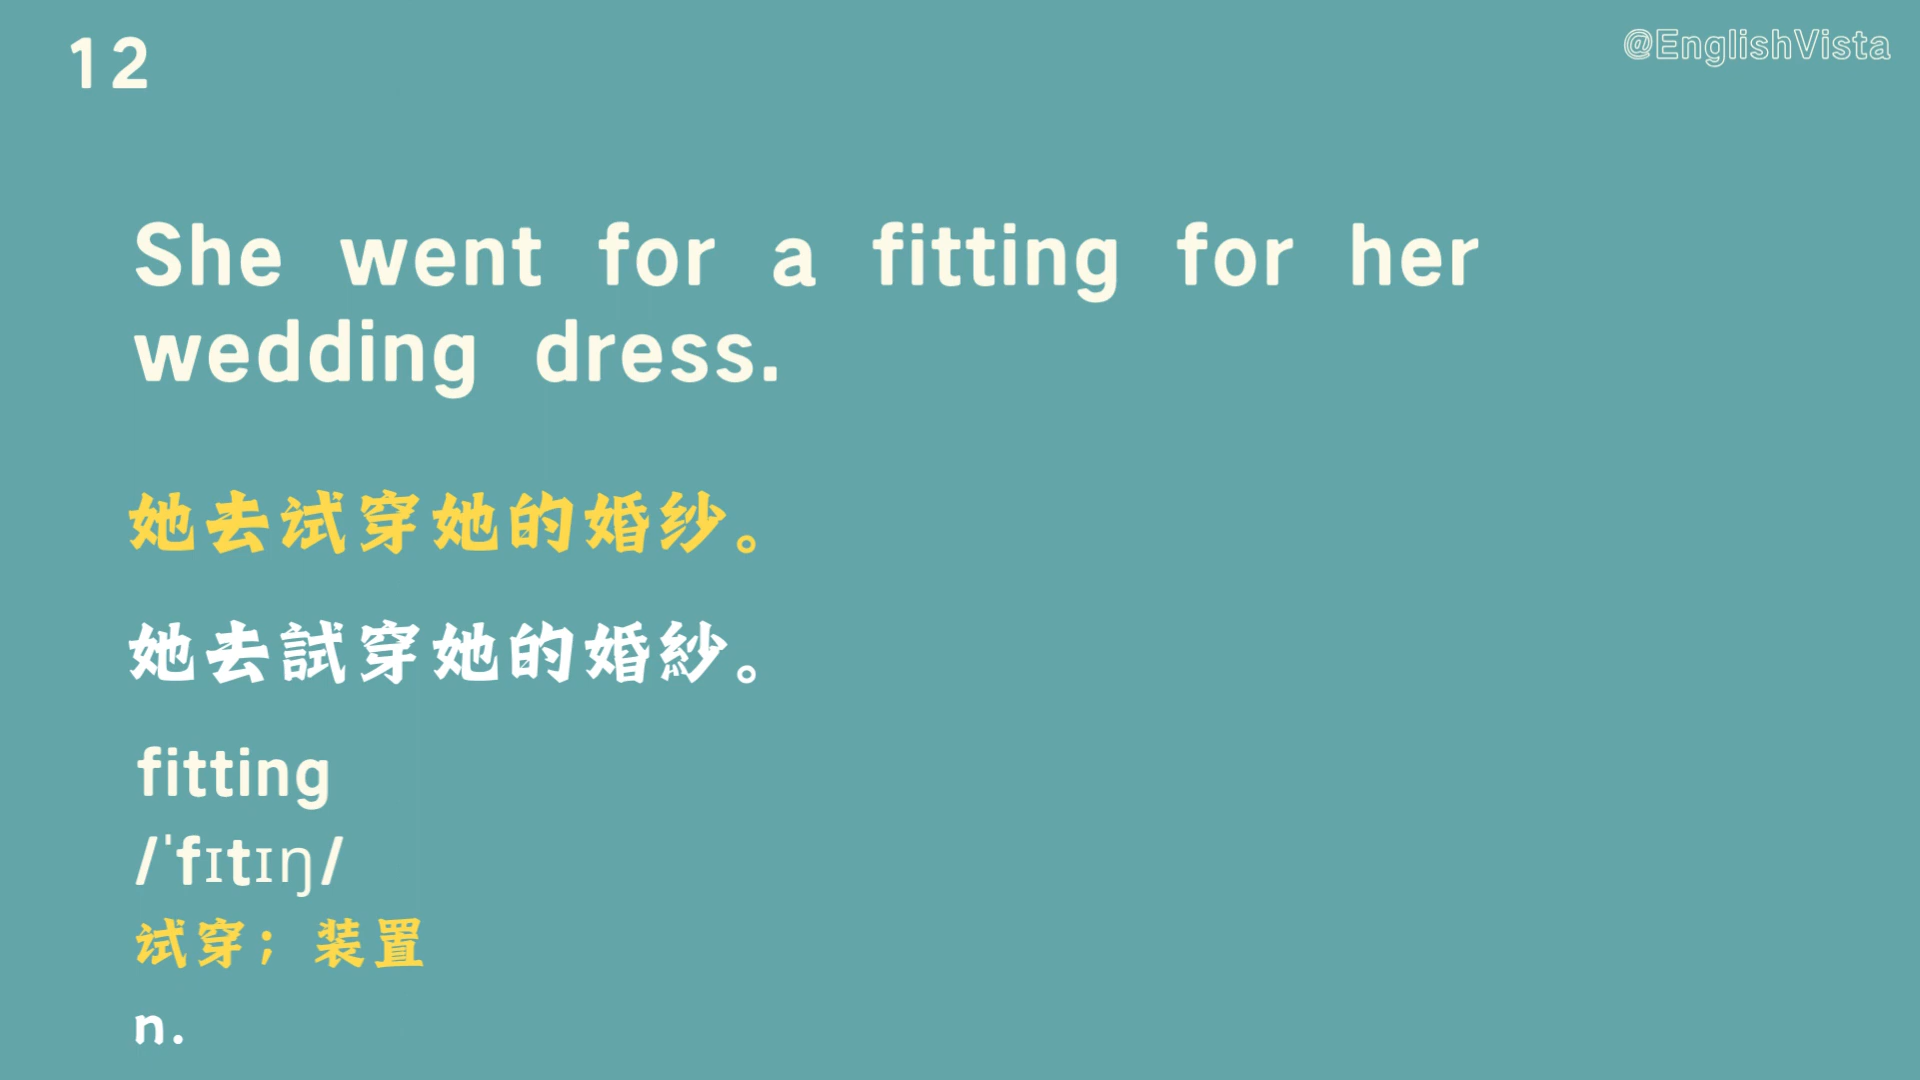 12
@EnglishVista
She went for a fitting for her
wedding dress.
她去试穿她的婚纱。
她去試穿她的婚紗。
fitting
/ˈfɪtɪŋ/
试穿；装置
n.